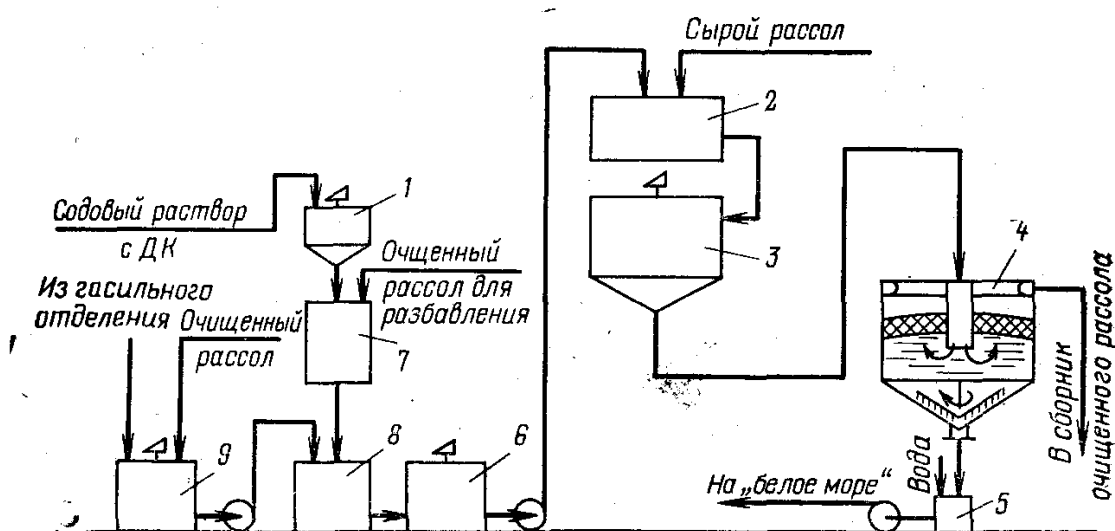 Сырой рассол
2
1
Содовый раствор
с ДК
3
4
Очщенный
рассол для
разбавления
Из гасильного
отделения
Очищенный
рассол
7
9
8
6
В сборник
очищенного рассола
Вода
На „белое море“
5